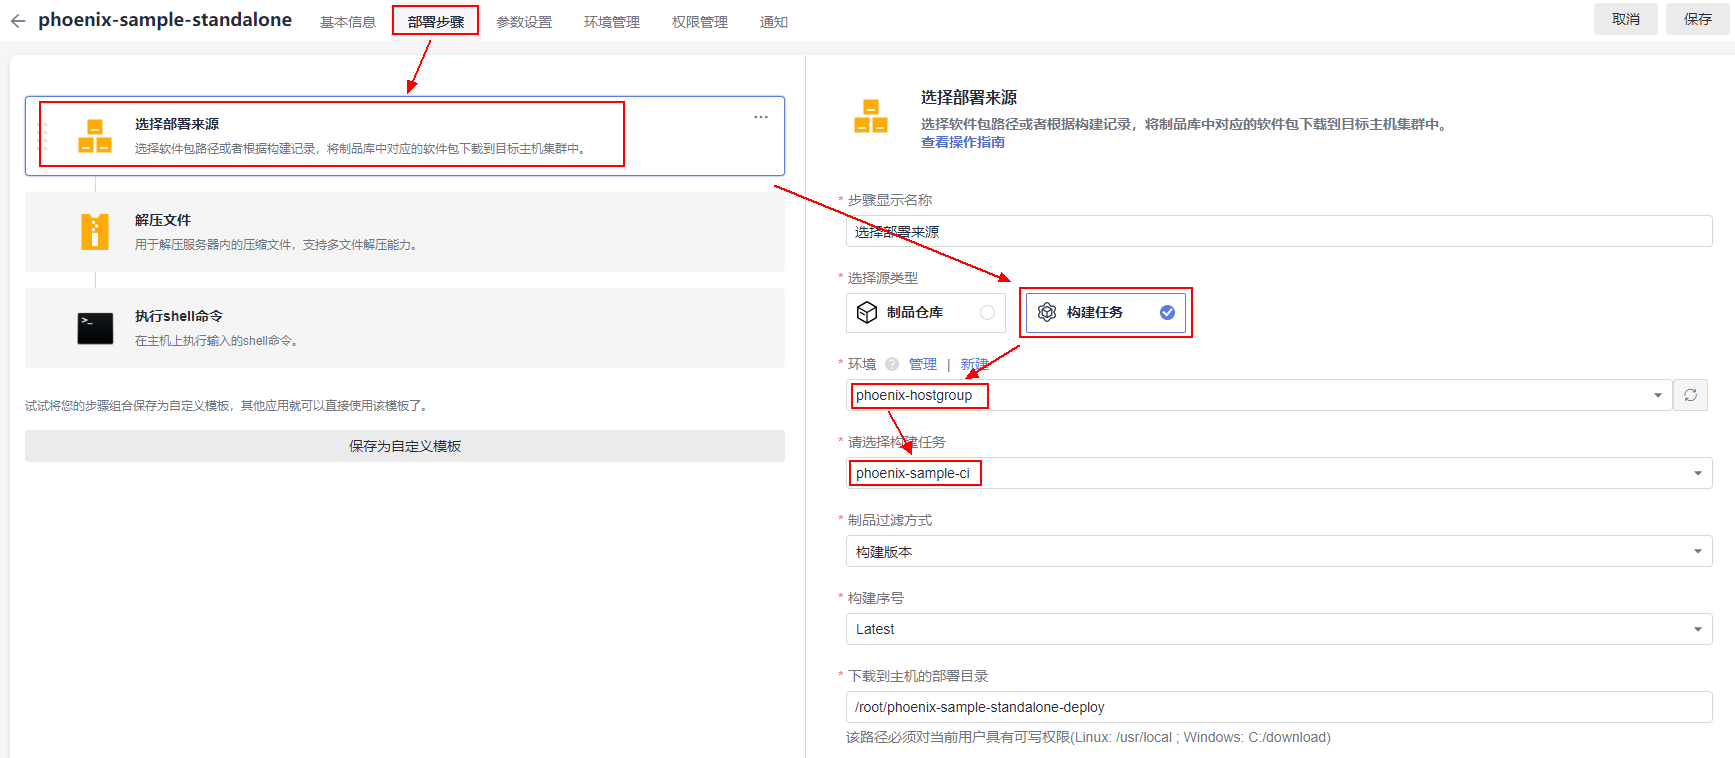 phoenix-sample-standalone
基本信息
部署步骤
参数设置
环境管理
权限管理
通知
取消
保存
选择部署来源
选择软件包路径或者根据构建记录，将制品库中对应的软件包下载到目标主机集群中。
解压文件
用于解压服务器内的压缩文件，支持多文件解压能力。
执行shell命令
在主机上执行输入的shell命令。
试试将您的步骤组合保存为自定义模板，其他应用就可以直接使用该模板了。
保存为自定义模板
选择部署来源
选择软件包路径或者根据构建记录，将制品库中对应的软件包下载到目标主机集群中。
查看操作指南
* 步骤显示名称
选择部署来源
* 选择源类型
制品仓库
构建任务
* 环境 ? 管理 | 新建
phoenix-hostgroup
* 请选择构建任务
phoenix-sample-ci
* 制品过滤方式
构建版本
* 构建序号
Latest
* 下载到主机的部署目录
/root/phoenix-sample-standalone-deploy
该路径必须对当前用户具有可写权限(Linux: /usr/local ; Windows: C:/download)